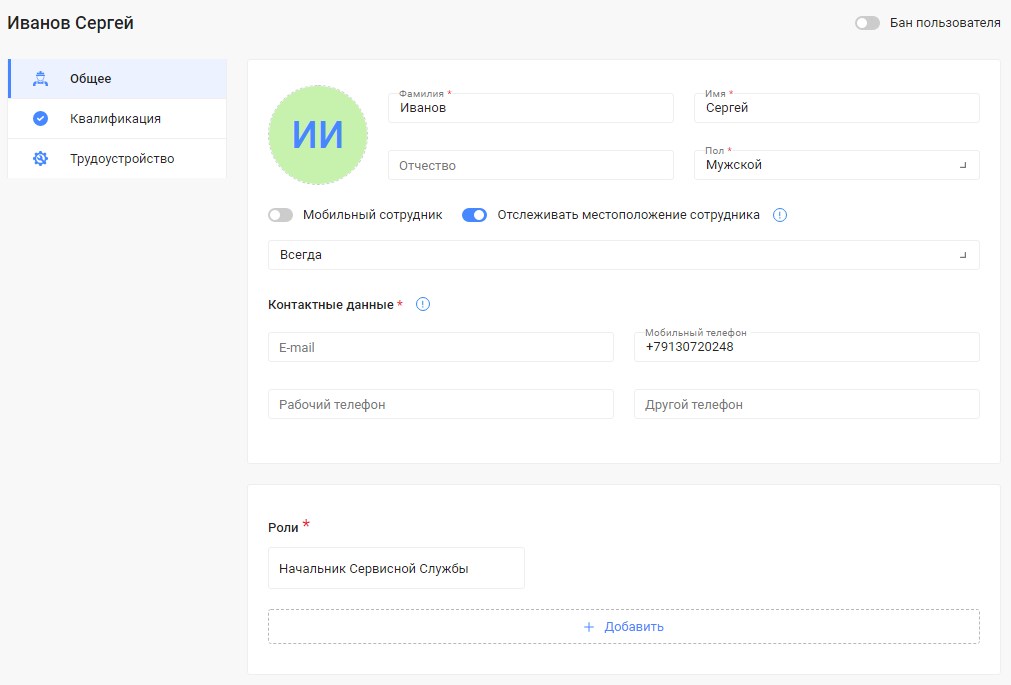 Иванов Сергей
Бан пользователя
Общее
Квалификация
Трудоустройство
ИИ
Фамилия *
Иванов
Имя *
Сергей
Отчество
Пол *
Мужской
Мобильный сотрудник
Отслеживать местоположение сотрудника
Всегда
Контактные данные *
E-mail
Мобильный телефон
+79130720248
Рабочий телефон
Другой телефон
Роли *
Начальник Сервисной Службы
+ Добавить